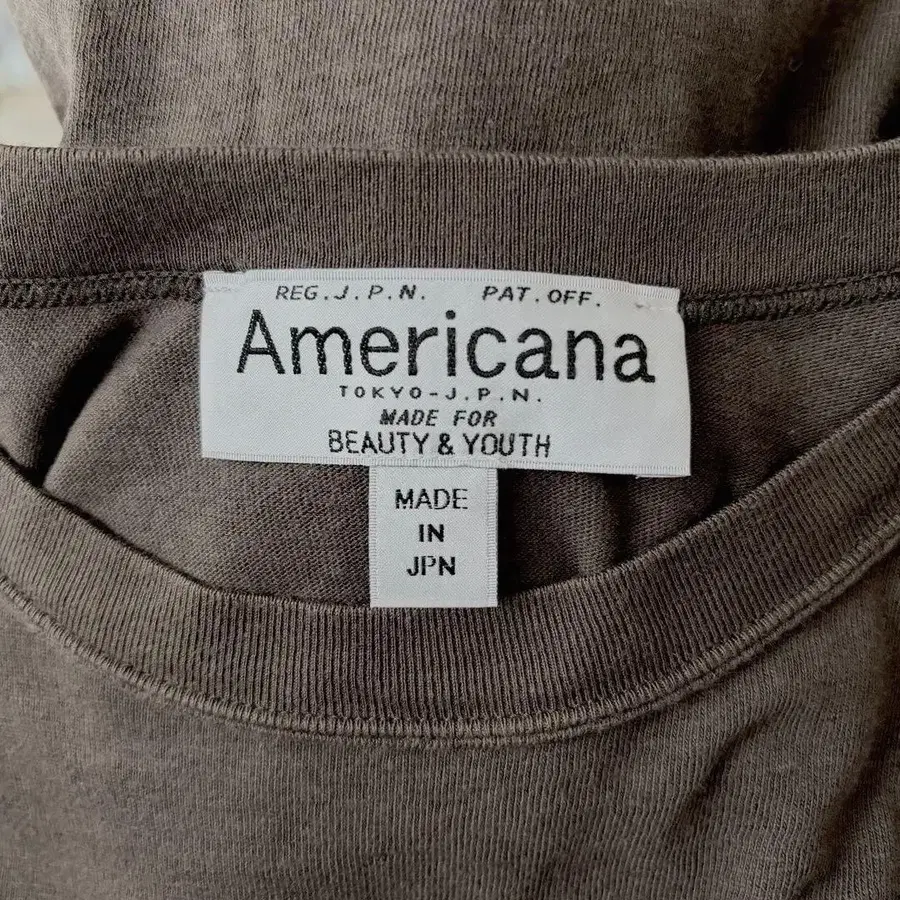 REG.J.P.N. PAT.OFF.
Americana
TOKYO-J.P.N.
MADE FOR
BEAUTY & YOUTH
MADE
IN
JPN